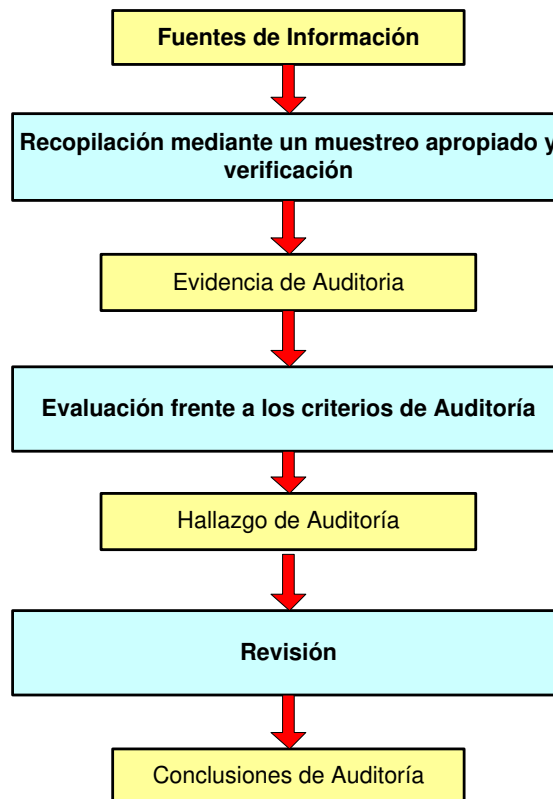 Fuentes de Información
Recopilación mediante un muestreo apropiado y
verificación
Evidencia de Auditoria
Evaluación frente a los criterios de Auditoría
Hallazgo de Auditoría
Revisión
Conclusiones de Auditoría